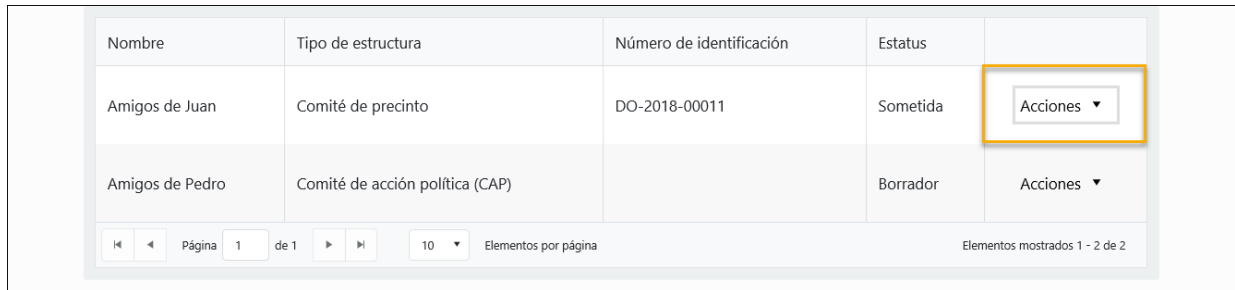 Nombre Tipo de estructura Número de identificación Estatus
Amigos de Juan Comité de precinto DO-2018-00011 Sometida Acciones ▼
Amigos de Pedro Comité de acción política (CAP) Borrador Acciones ▼
Página 1 de 1 10 ▼ Elementos por página Elementos mostrados 1 - 2 de 2